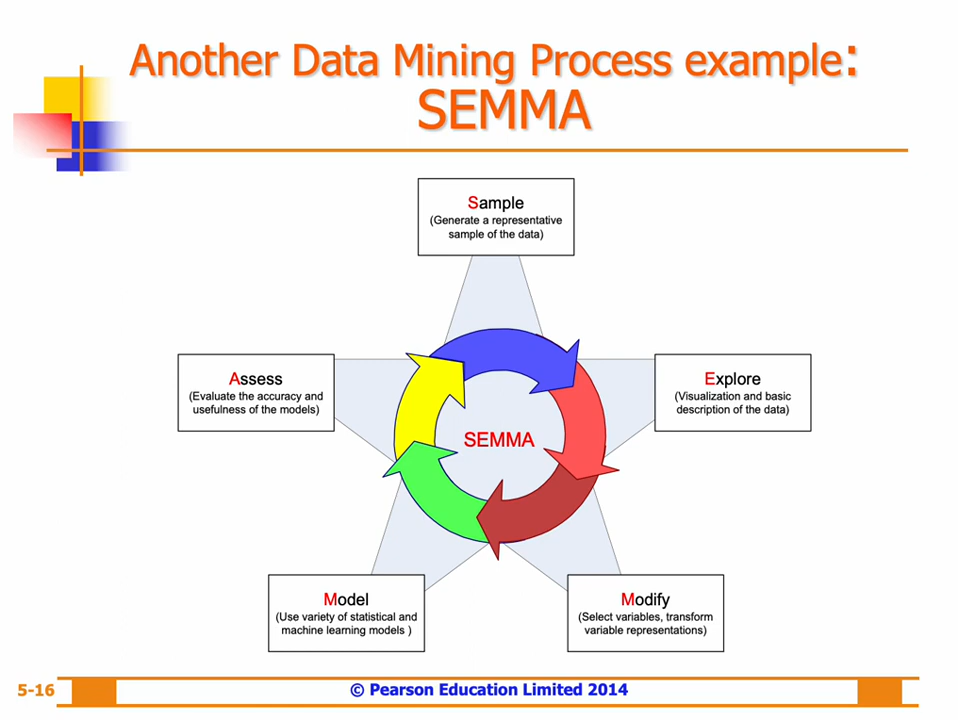 Another Data Mining Process example:
SEMMA
Sample
(Generate a representative
sample of the data)
Assess
(Evaluate the accuracy and
usefulness of the models)
Explore
(Visualization and basic
description of the data)
SEMMA
Model
(Use variety of statistical and
machine learning models )
Modify
(Select variables, transform
variable representations)
5-16
© Pearson Education Limited 2014